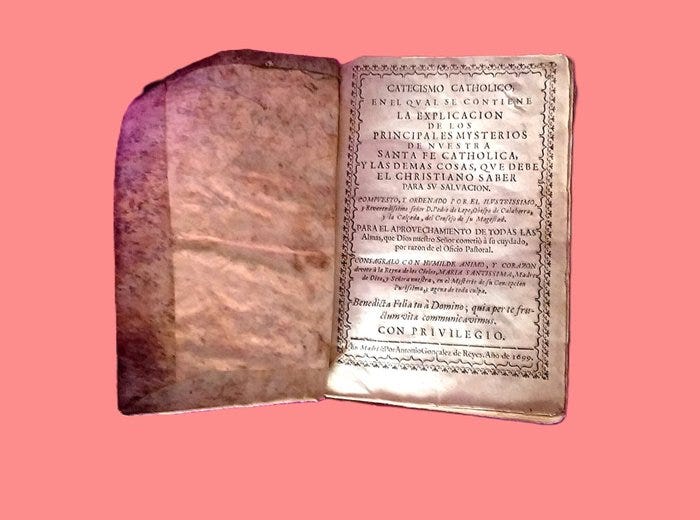 CATECISMO CATHOLICO,
EN EL QVAL SE CONTIENE
LA EXPLICACION
DE LOS
PRINCIPALES MYSTERIOS
DE NVESTRA
SANTA FE CATHOLICA,
Y LAS DEMAS COSAS, QVE DEBE
EL CHRISTIANO SABER
PARA SV SALVACION.
COMPVESTO, Y ORDENADO POR EL ILVSTRISSIMO,
y Reverendissimo señor D. Pedro de Lepe, Obispo de Calahorra,
y la Calçada, del Consejo de su Magestad.
PARA EL APROVECHAMIENTO DE TODAS LAS
Almas, que Dios nuestro Señor cometiò à su cuydado,
por razon de el Oficio Pastoral.
CONSAGRALO CON HVMILDE ANIMO, Y CORAZON
devoto à la Reyna de los Cielos, MARIA SANTISSIMA, Madre
de Dios, y Señora nuestra, en el Mysterio de su Concepcion
Purissima, y agena de toda culpa.
Benedicta Filia tu à Domino; quia per te fru-
ctum vitæ communicavimus.
CON PRIVILEGIO.
En Madrid: Por Antonio Gonçalez de Reyes. Año de 1699.